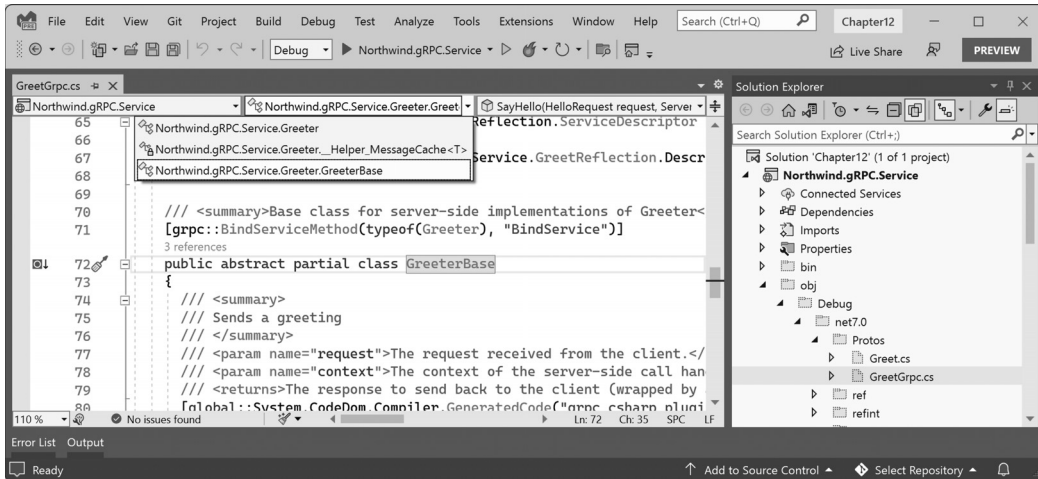 PRE File Edit View Git Project Build Debug Test Analyze Tools Extensions Window Help Search (Ctrl+Q) Chapter12
Debug Northwind.gRPC.Service Live Share PREVIEW
GreetGrpc.cs
Northwind.gRPC.Service Northwind.gRPC.Service.Greeter.Greet SayHello(HelloRequest request, Server
65 Reflection.ServiceDescriptor
Northwind.gRPC.Service.Greeter
66
Northwind.gRPC.Service.Greeter.__Helper_MessageCache<T>
67 Service.GreetReflection.Descr
Northwind.gRPC.Service.Greeter.GreeterBase
68
69
70 /// <summary>Base class for server-side implementations of Greeter<
71 [grpc::BindServiceMethod(typeof(Greeter), "BindService")]
3 references
72 public abstract partial class GreeterBase
73 {
74 /// <summary>
75 /// Sends a greeting
76 /// </summary>
77 /// <param name="request">The request received from the client.</
78 /// <param name="context">The context of the server-side call han
79 /// <returns>The response to send back to the client (wrapped by
80 [global::System.CodeDom.Compiler.GeneratedCode("grpc_csharp_plugi
110 % No issues found Ln: 72 Ch: 35 SPC LF
Solution Explorer
Search Solution Explorer (Ctrl+;)
Solution 'Chapter12' (1 of 1 project)
Northwind.gRPC.Service
Connected Services
Dependencies
Imports
Properties
bin
obj
Debug
net7.0
Protos
Greet.cs
GreetGrpc.cs
ref
refint
Error List Output
Ready Add to Source Control Select Repository